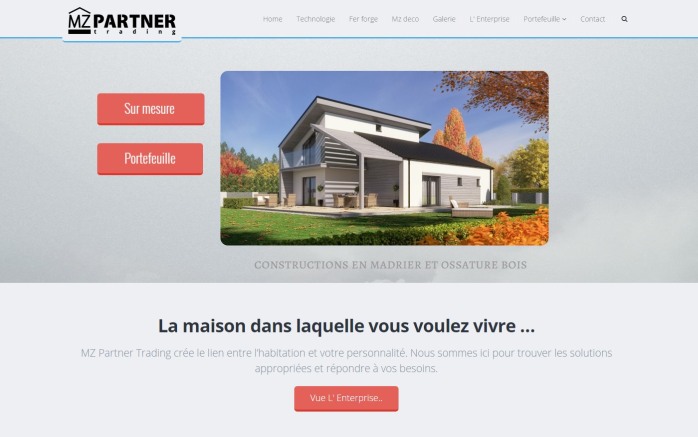 MZ PARTNER
trading
Home Technologie Fer forge Mz deco Galerie L' Enterprise Portefeuille Contact
Sur mesure
Portefeuille
CONSTRUCTIONS EN MADRIER ET OSSATURE BOIS
La maison dans laquelle vous voulez vivre ...
MZ Partner Trading crée le lien entre l'habitation et votre personnalité. Nous sommes ici pour trouver les solutions
appropriées et répondre à vos besoins.
Vue L' Enterprise..